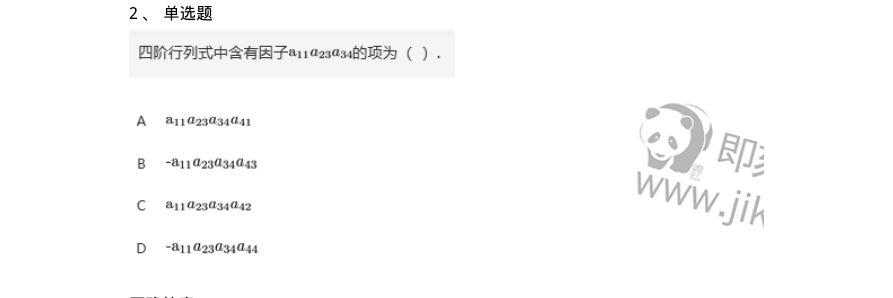 2 、 单选题
四阶行列式中含有因子a₁₁a₂₃a₃₄的项为（ ）.
A a₁₁a₂₃a₃₄a₄₁
B -a₁₁a₂₃a₃₄a₄₃
C a₁₁a₂₃a₃₄a₄₂
D -a₁₁a₂₃a₃₄a₄₄
即
www.jik